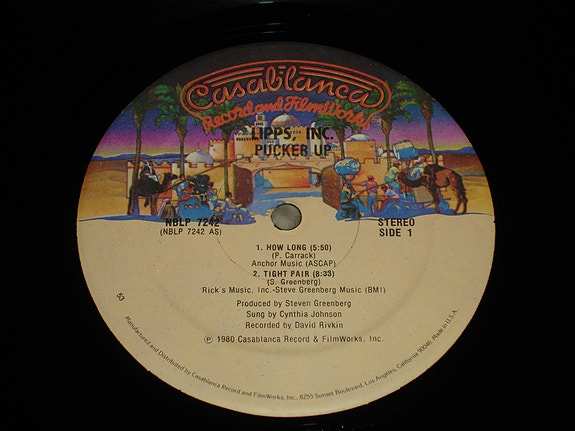 Casablanca
Record and FilmWorks
LIPPS, INC.
PUCKER UP
NBLP 7242
(NBLP 7242 AS)
STEREO
SIDE 1
1. HOW LONG (5:50)
(P. Carrack)
Anchor Music (ASCAP)
2. TIGHT PAIR (8:33)
(S. Greenberg)
Rick's Music, Inc.-Steve Greenberg Music (BMI)
Produced by Steven Greenberg
Sung by Cynthia Johnson
Recorded by David Rivkin
℗ 1980 Casablanca Record & FilmWorks, Inc.
53
Manufactured and Distributed by Casablanca Record and FilmWorks, Inc., 8255 Sunset Boulevard, Los Angeles, California 90046. Made in U.S.A.